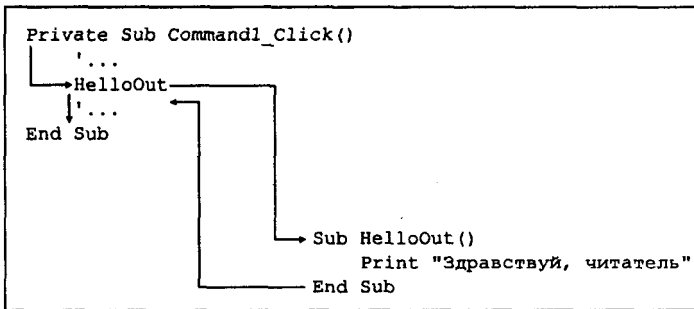 Private Sub Command1_Click()
'...
HelloOut
'...
End Sub
Sub HelloOut()
Print "Здравствуй, читатель"
End Sub